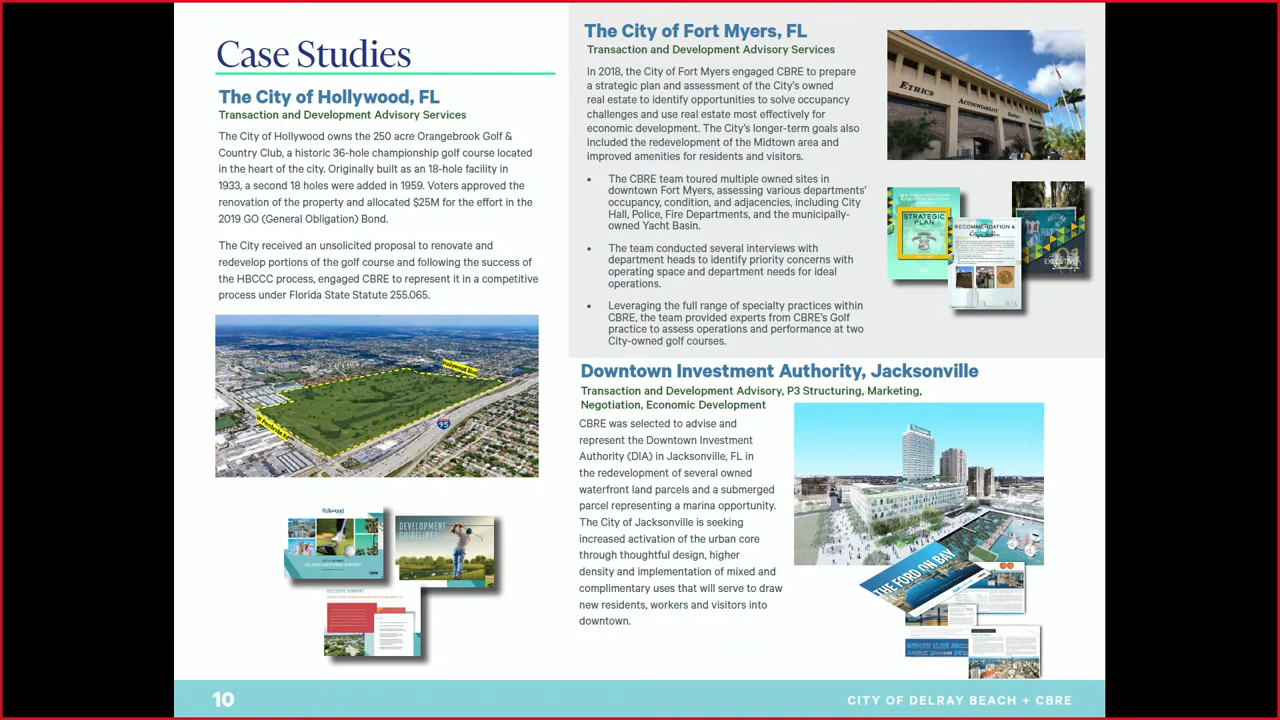 Case Studies
The City of Hollywood, FL
Transaction and Development Advisory Services
The City of Hollywood owns the 250 acre Orangebrook Golf &
Country Club, a historic 36-hole championship golf course located
in the heart of the city. Originally built as an 18-hole facility in
1933, a second 18 holes were added in 1959. Voters approved the
renovation of the property and allocated $25M for the effort in the
2019 GO (General Obligation) Bond.
The City received an unsolicited proposal to renovate and
redevelop portions of the golf course and following the success of
the HBCCC process, engaged CBRE to represent it in a competitive
process under Florida State Statute 255.065.
Hollywood Blvd
95
Hollywood
DEVELOPMENT
GUIDELINES
EXECUTIVE SUMMARY
The City of Fort Myers, FL
Transaction and Development Advisory Services
In 2018, the City of Fort Myers engaged CBRE to prepare
a strategic plan and assessment of the City's owned
real estate to identify opportunities to solve occupancy
challenges and use real estate most effectively for
economic development. The City's longer-term goals also
included the redevelopment of the Midtown area and
improved amenities for residents and visitors.
• The CBRE team toured multiple owned sites in
downtown Fort Myers, assessing various departments'
occupancy, condition, and adjacencies, including City
Hall, Police, Fire Departments, and the municipally-
owned Yacht Basin.
• The team conducted several interviews with
department heads to identify priority concerns with
operating space and department needs for ideal
operations.
• Leveraging the full range of specialty practices within
CBRE, the team provided experts from CBRE's Golf
practice to assess operations and performance at two
City-owned golf courses.
ETHICS
ACCOUNTABILITY
STRATEGIC
PLAN
RECOMMENDATION
EXECUTIVE
Downtown Investment Authority, Jacksonville
Transaction and Development Advisory, P3 Structuring, Marketing,
Negotiation, Economic Development
CBRE was selected to advise and
represent the Downtown Investment
Authority (DIA) in Jacksonville, FL in
the redevelopment of several owned
waterfront land parcels and a submerged
parcel representing a marina opportunity.
The City of Jacksonville is seeking
increased activation of the urban core
through thoughtful design, higher
density and implementation of mixed and
complimentary uses that will serve to draw
new residents, workers and visitors into
downtown.
THE FORD ON BAY
10
CITY OF DELRAY BEACH + CBRE